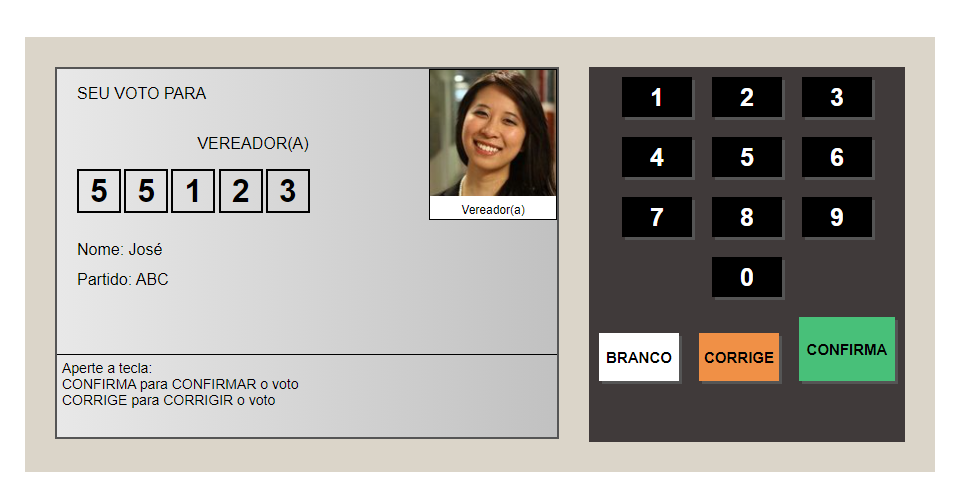 SEU VOTO PARA
VEREADOR(A)
5 5 1 2 3
Nome: José
Partido: ABC
Vereador(a)
Aperte a tecla:
CONFIRMA para CONFIRMAR o voto
CORRIGE para CORRIGIR o voto
1 2 3
4 5 6
7 8 9
0
BRANCO CORRIGE CONFIRMA